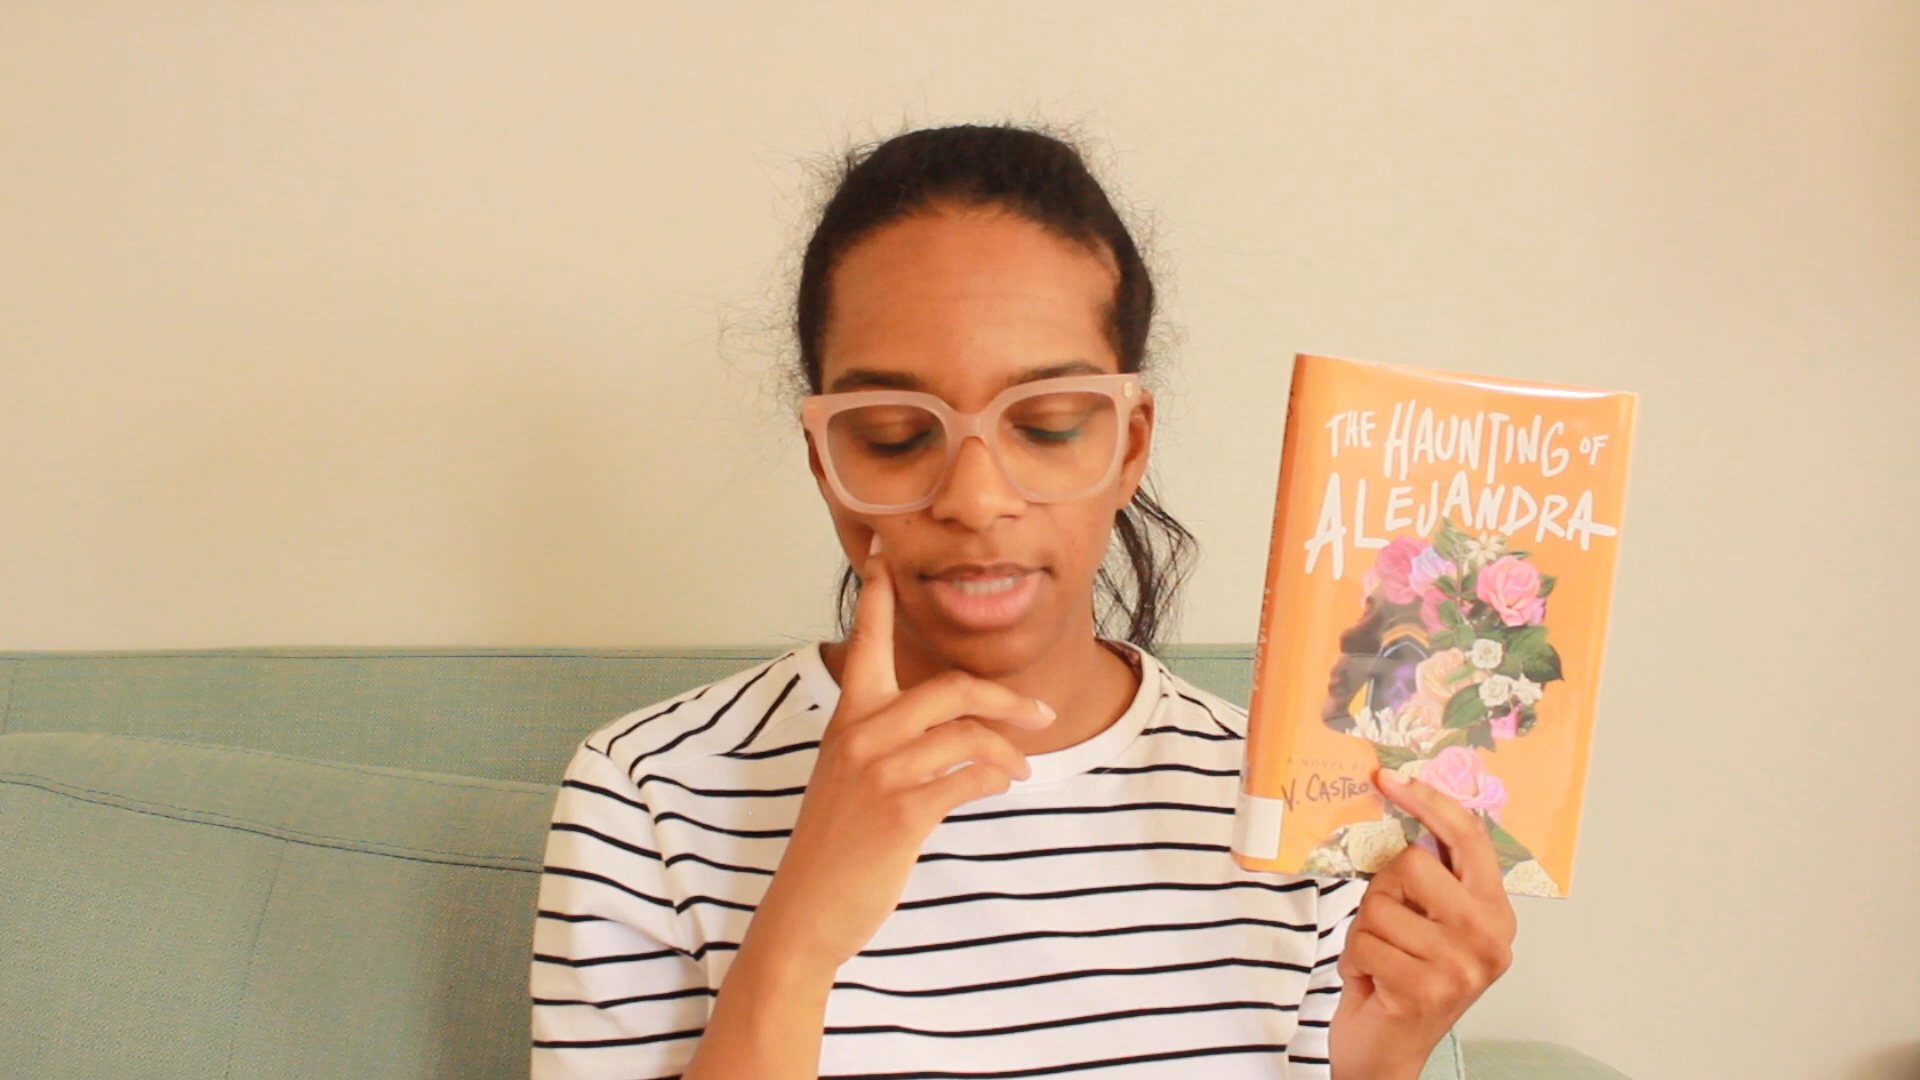 THE HAUNTING OF
ALEJANDRA
A NOVEL BY
V. CASTRO